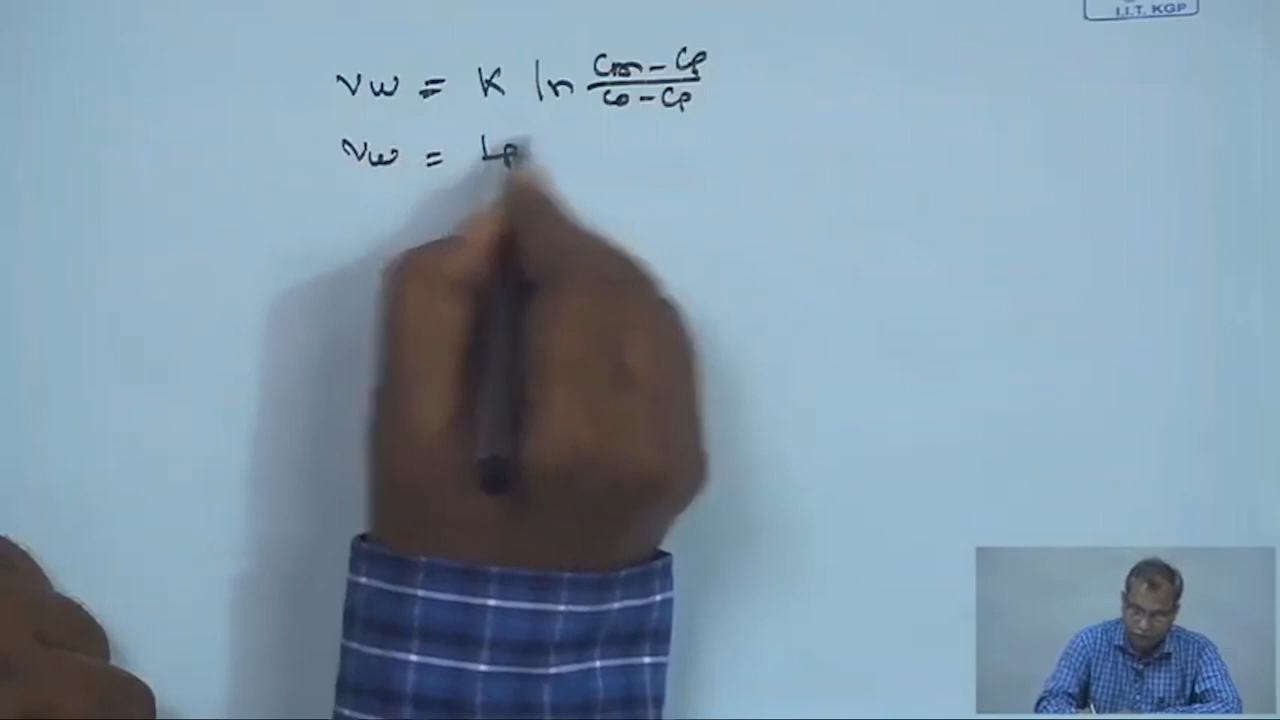 I.I.T. KGP
vw = K ln (Cm - Cp) / (Co - Cp)
vw = Lp